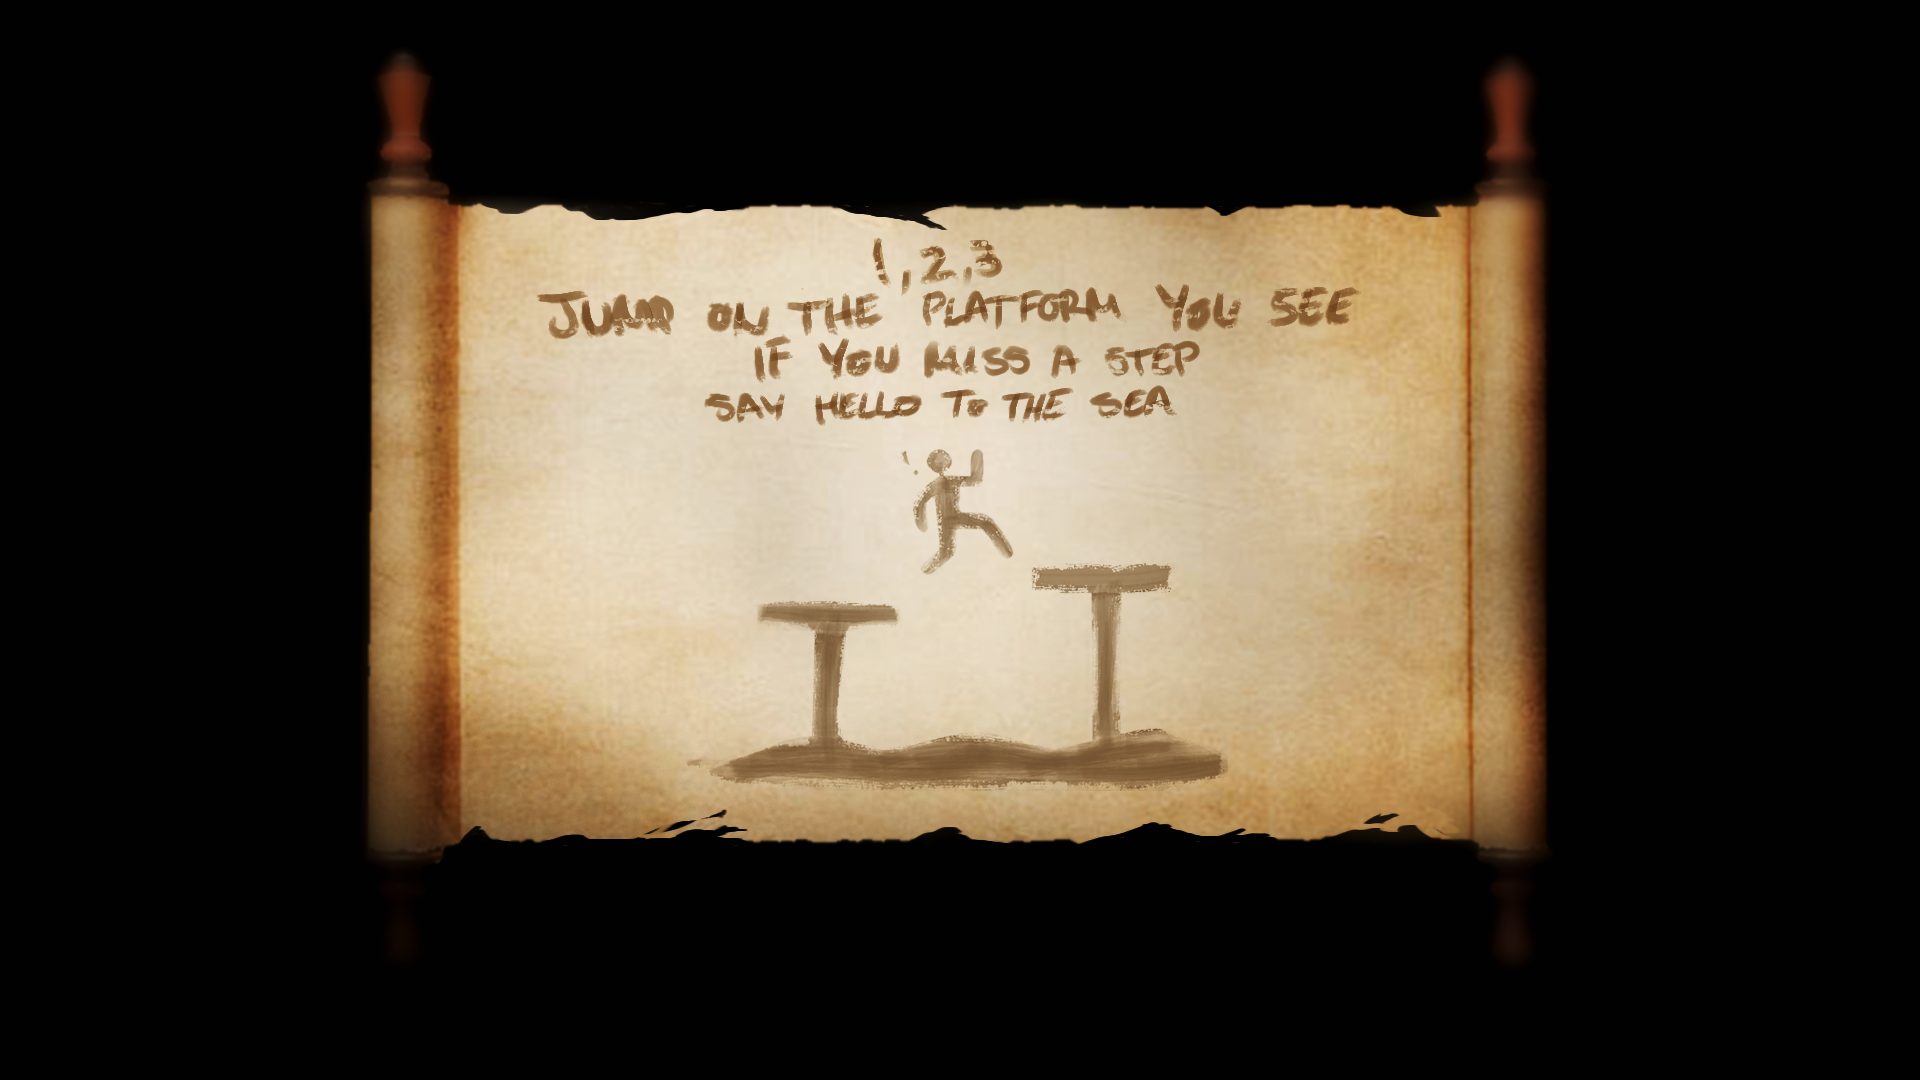 1,2,3
JUMP ON THE PLATFORM YOU SEE
IF YOU MISS A STEP
SAY HELLO TO THE SEA